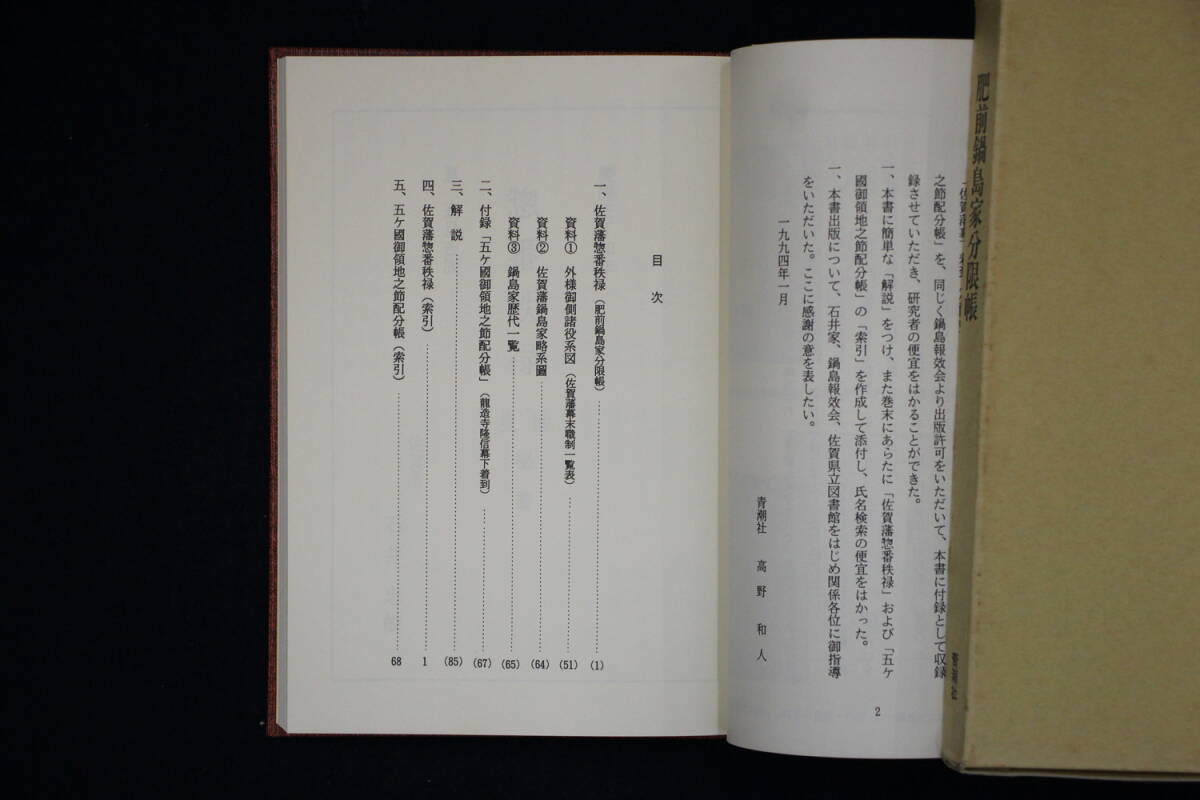 肥前鍋島家分限帳
青潮社
之節配分帳」を、同じく鍋島報效会より出版許可をいただいて、本書に付録として収録
録させていただき、研究者の便宜をはかることができた。
一、本書に簡単な「解説」をつけ、また巻末にあらたに「佐賀藩惣番秩禄」および「五ケ
國御領地之節配分帳」の「索引」を作成して添付し、氏名検索の便宜をはかった。
一、本書出版について、石井家、鍋島報效会、佐賀県立図書館をはじめ関係各位に御指導
をいただいた。ここに感謝の意を表したい。
一九九四年一月
青潮社 高野和人
2
目次
一、佐賀藩惣番秩禄(肥前鍋島家分限帳)……(1)
資料① 外様御側諸役系図(佐賀藩幕末職制一覧表)……(51)
資料② 佐賀藩鍋島家略系圖……(64)
資料③ 鍋島家歴代一覧……(65)
二、付録「五ケ國御領地之節配分帳」(龍造寺隆信幕下着到)……(67)
三、解説……(85)
四、佐賀藩惣番秩禄(索引)……1
五、五ケ國御領地之節配分帳(索引)……68